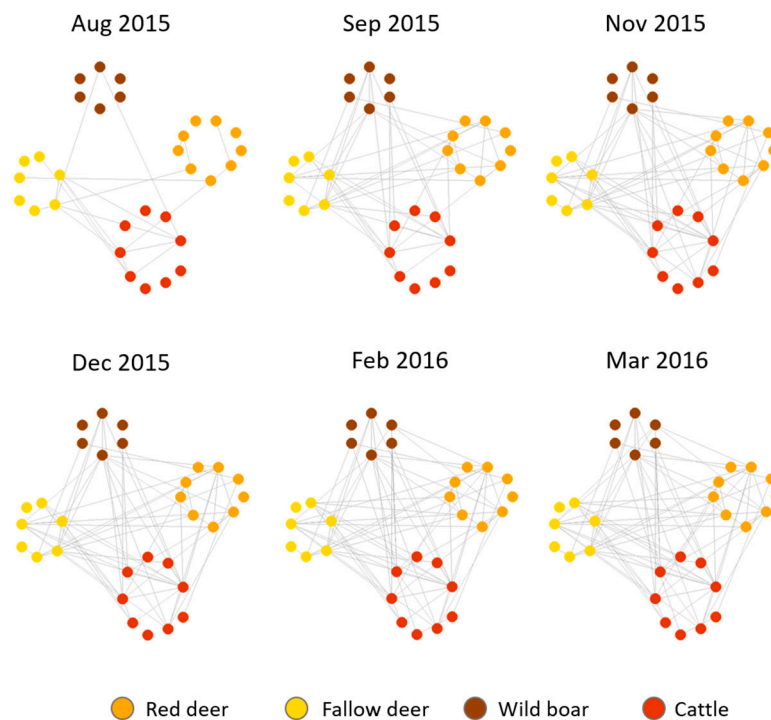 Aug 2015
Sep 2015
Nov 2015
Dec 2015
Feb 2016
Mar 2016
Red deer
Fallow deer
Wild boar
Cattle